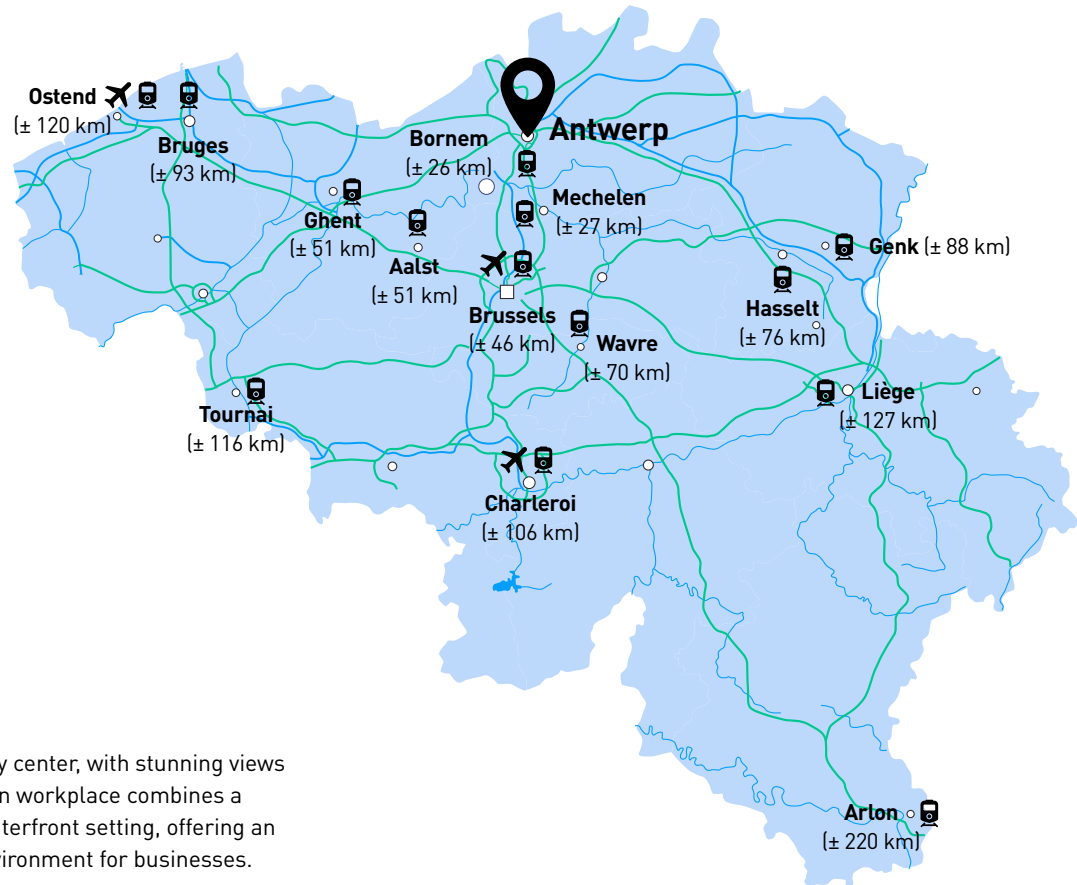 Ostend
(± 120 km)
Bruges
(± 93 km)
Bornem
(± 26 km)
Antwerp
Ghent
(± 51 km)
Mechelen
(± 27 km)
Aalst
(± 51 km)
Genk (± 88 km)
Brussels
(± 46 km)
Hasselt
(± 76 km)
Wavre
(± 70 km)
Tournai
(± 116 km)
Liège
(± 127 km)
Charleroi
(± 106 km)
center, with stunning views
workplace combines a
setting, offering an
for businesses.
Arlon
(± 220 km)